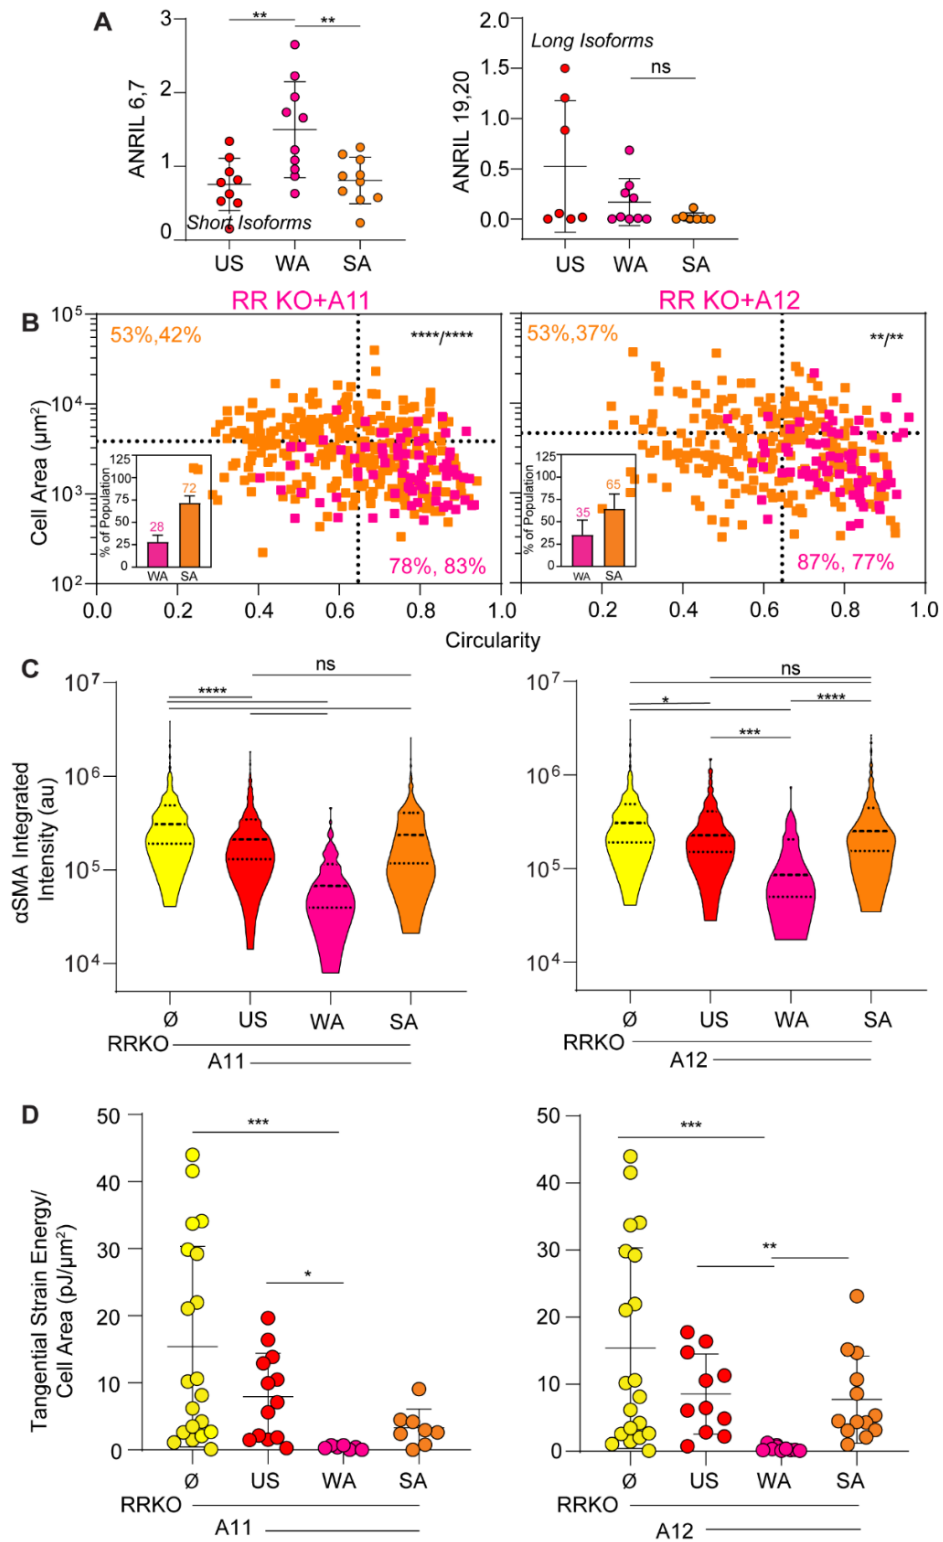 A
ANRIL 6,7
3
2
1
0
**
**
Short Isoforms
US
WA
SA
ANRIL 19,20
2.0
1.5
1.0
0.5
0.0
Long Isoforms
ns
US
WA
SA
B
RR KO+A11
RR KO+A12
Cell Area (µm²)
10⁵
10⁴
10³
10²
53%,42%
****/****
% of Population
125
100
75
50
25
0
28
72
WA
SA
78%, 83%
0.0
0.2
0.4
0.6
0.8
1.0
53%,37%
**/**
% of Population
125
100
75
50
25
0
35
65
WA
SA
87%, 77%
0.2
0.4
0.6
0.8
1.0
Circularity
C
αSMA Integrated
Intensity (au)
10⁷
10⁶
10⁵
10⁴
ns
****
Ø
US
WA
SA
RRKO
A11
10⁷
10⁶
10⁵
10⁴
ns
*
****
***
Ø
US
WA
SA
RRKO
A12
D
Tangential Strain Energy/
Cell Area (pJ/µm²)
50
40
30
20
10
0
***
*
Ø
US
WA
SA
RRKO
A11
50
40
30
20
10
0
***
**
Ø
US
WA
SA
RRKO
A12